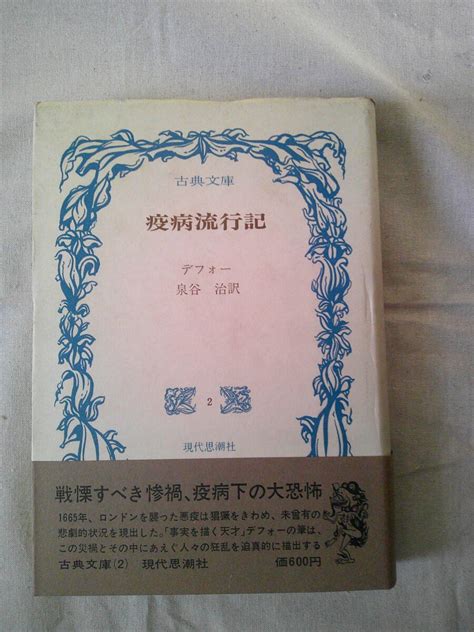 古典文庫
疫病流行記
デフォー
泉谷 治訳
2
現代思潮社
戦慄すべき惨禍、疫病下の大恐怖
1665年、ロンドンを襲った悪疫は猖獗をきわめ、未曾有の
悲劇的状況を現出した。「事実を描く天才」デフォーの筆は、
この災禍とその中にあえぐ人々の狂乱を迫真的に描出する
古典文庫(2) 現代思潮社 価600円